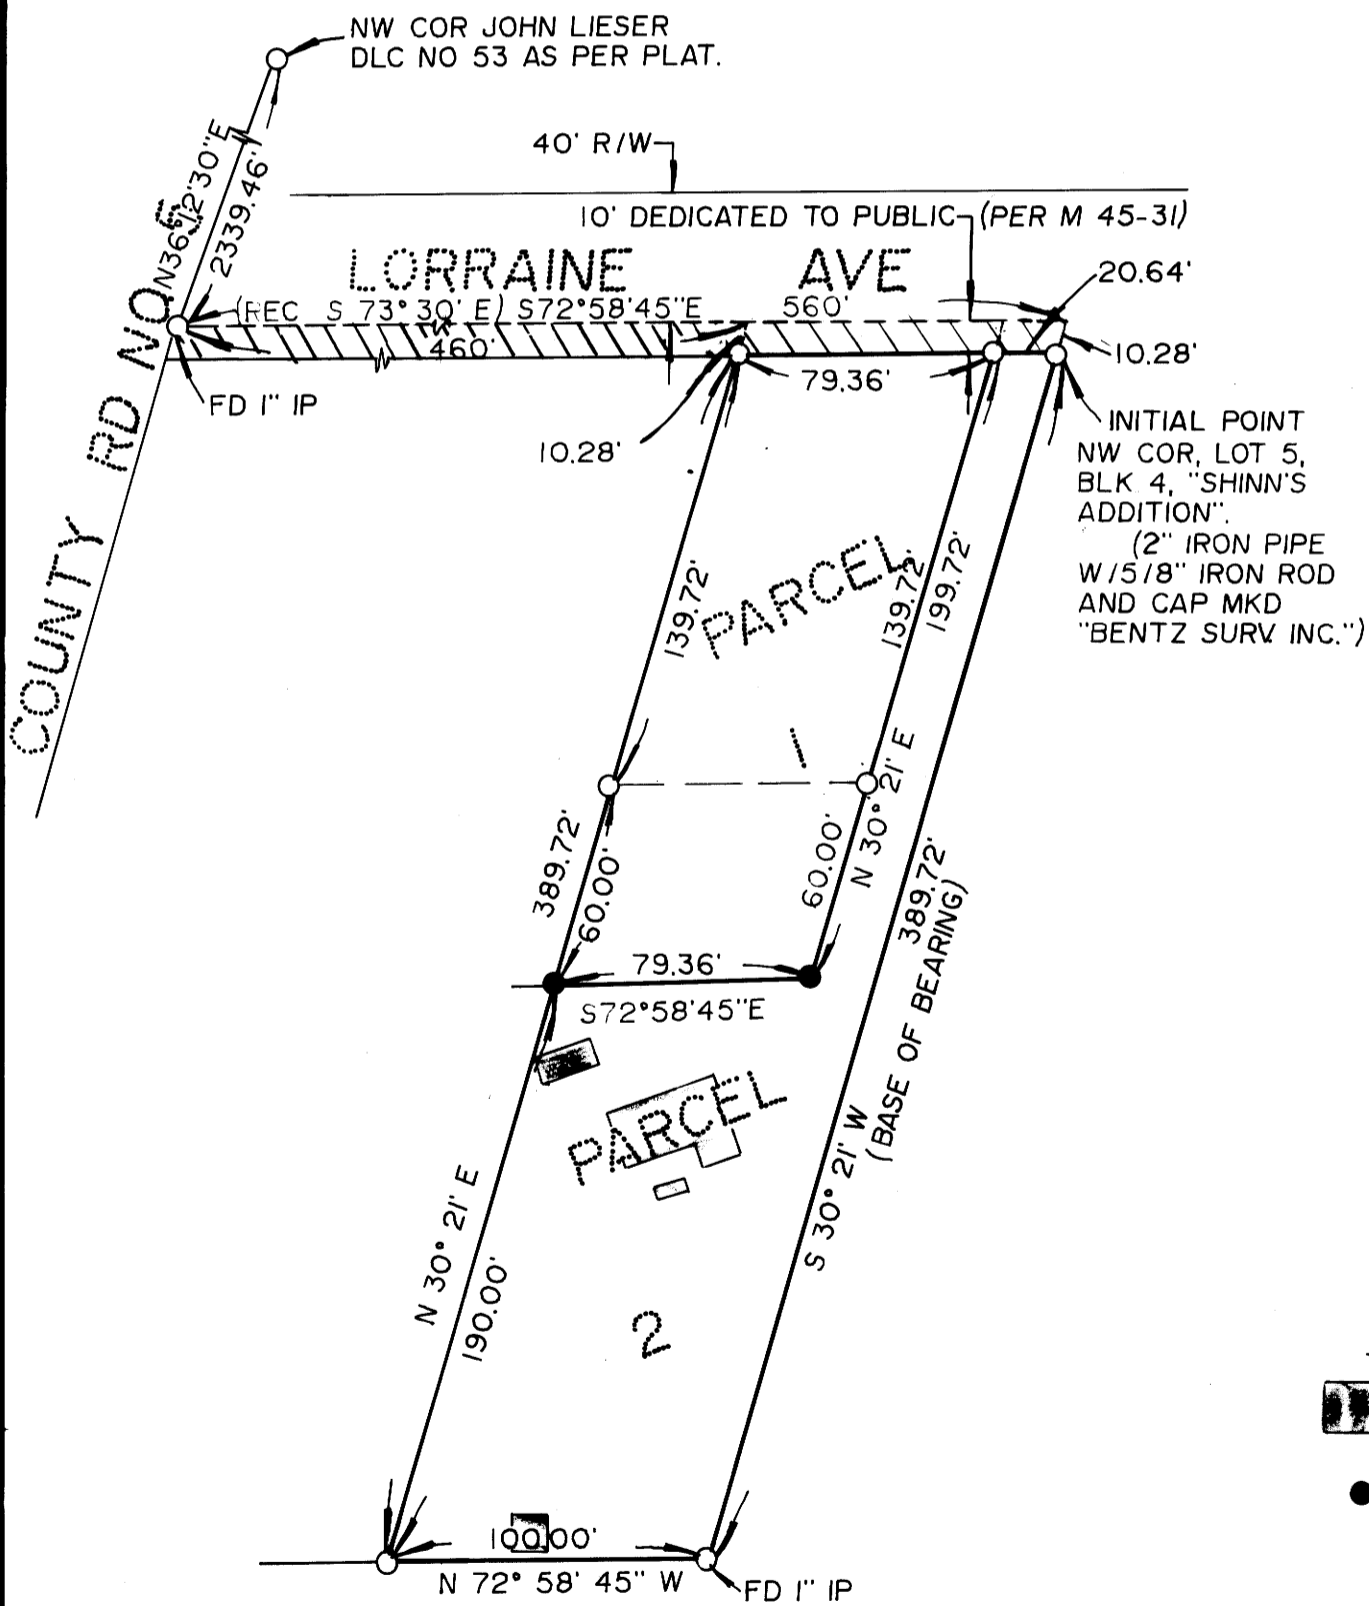 NW COR JOHN LIESER
DLC NO 53 AS PER PLAT.
40' R/W
10' DEDICATED TO PUBLIC (PER M 45-31)
2339.46'
LORRAINE AVE
20.64'
(REC S 73° 30' E) S72°58'45"E 560'
460'
10.28'
79.36'
FD 1" IP
10.28'
COUNTY RD NO.
INITIAL POINT
NW COR, LOT 5,
BLK 4, "SHINN'S
ADDITION".
(2" IRON PIPE
W/5/8" IRON ROD
AND CAP MKD
"BENTZ SURV. INC.")
139.72'
PARCEL
1
139.72'
199.72'
N 30° 21' E
389.72'
60.00'
60.00'
389.72'
(BASE OF BEARING)
S 30° 21' W
79.36'
S72°58'45"E
PARCEL
2
N 30° 21' E
190.00'
100.00'
N 72° 58' 45" W
FD 1" IP